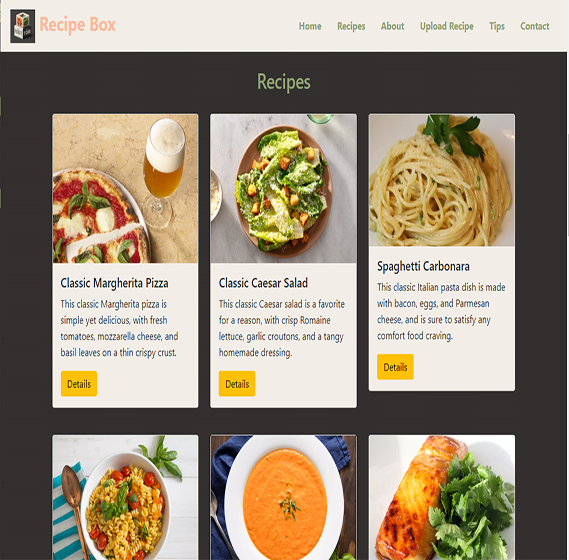 Recipe Box
Home Recipes About Upload Recipe Tips Contact
Recipes
Classic Margherita Pizza
This classic Margherita pizza is
simple yet delicious, with fresh
tomatoes, mozzarella cheese, and
basil leaves on a thin crispy crust.
Details
Classic Caesar Salad
This classic Caesar salad is a favorite
for a reason, with crisp Romaine
lettuce, garlic croutons, and a tangy
homemade dressing.
Details
Spaghetti Carbonara
This classic Italian pasta dish is made
with bacon, eggs, and Parmesan
cheese, and is sure to satisfy any
comfort food craving.
Details